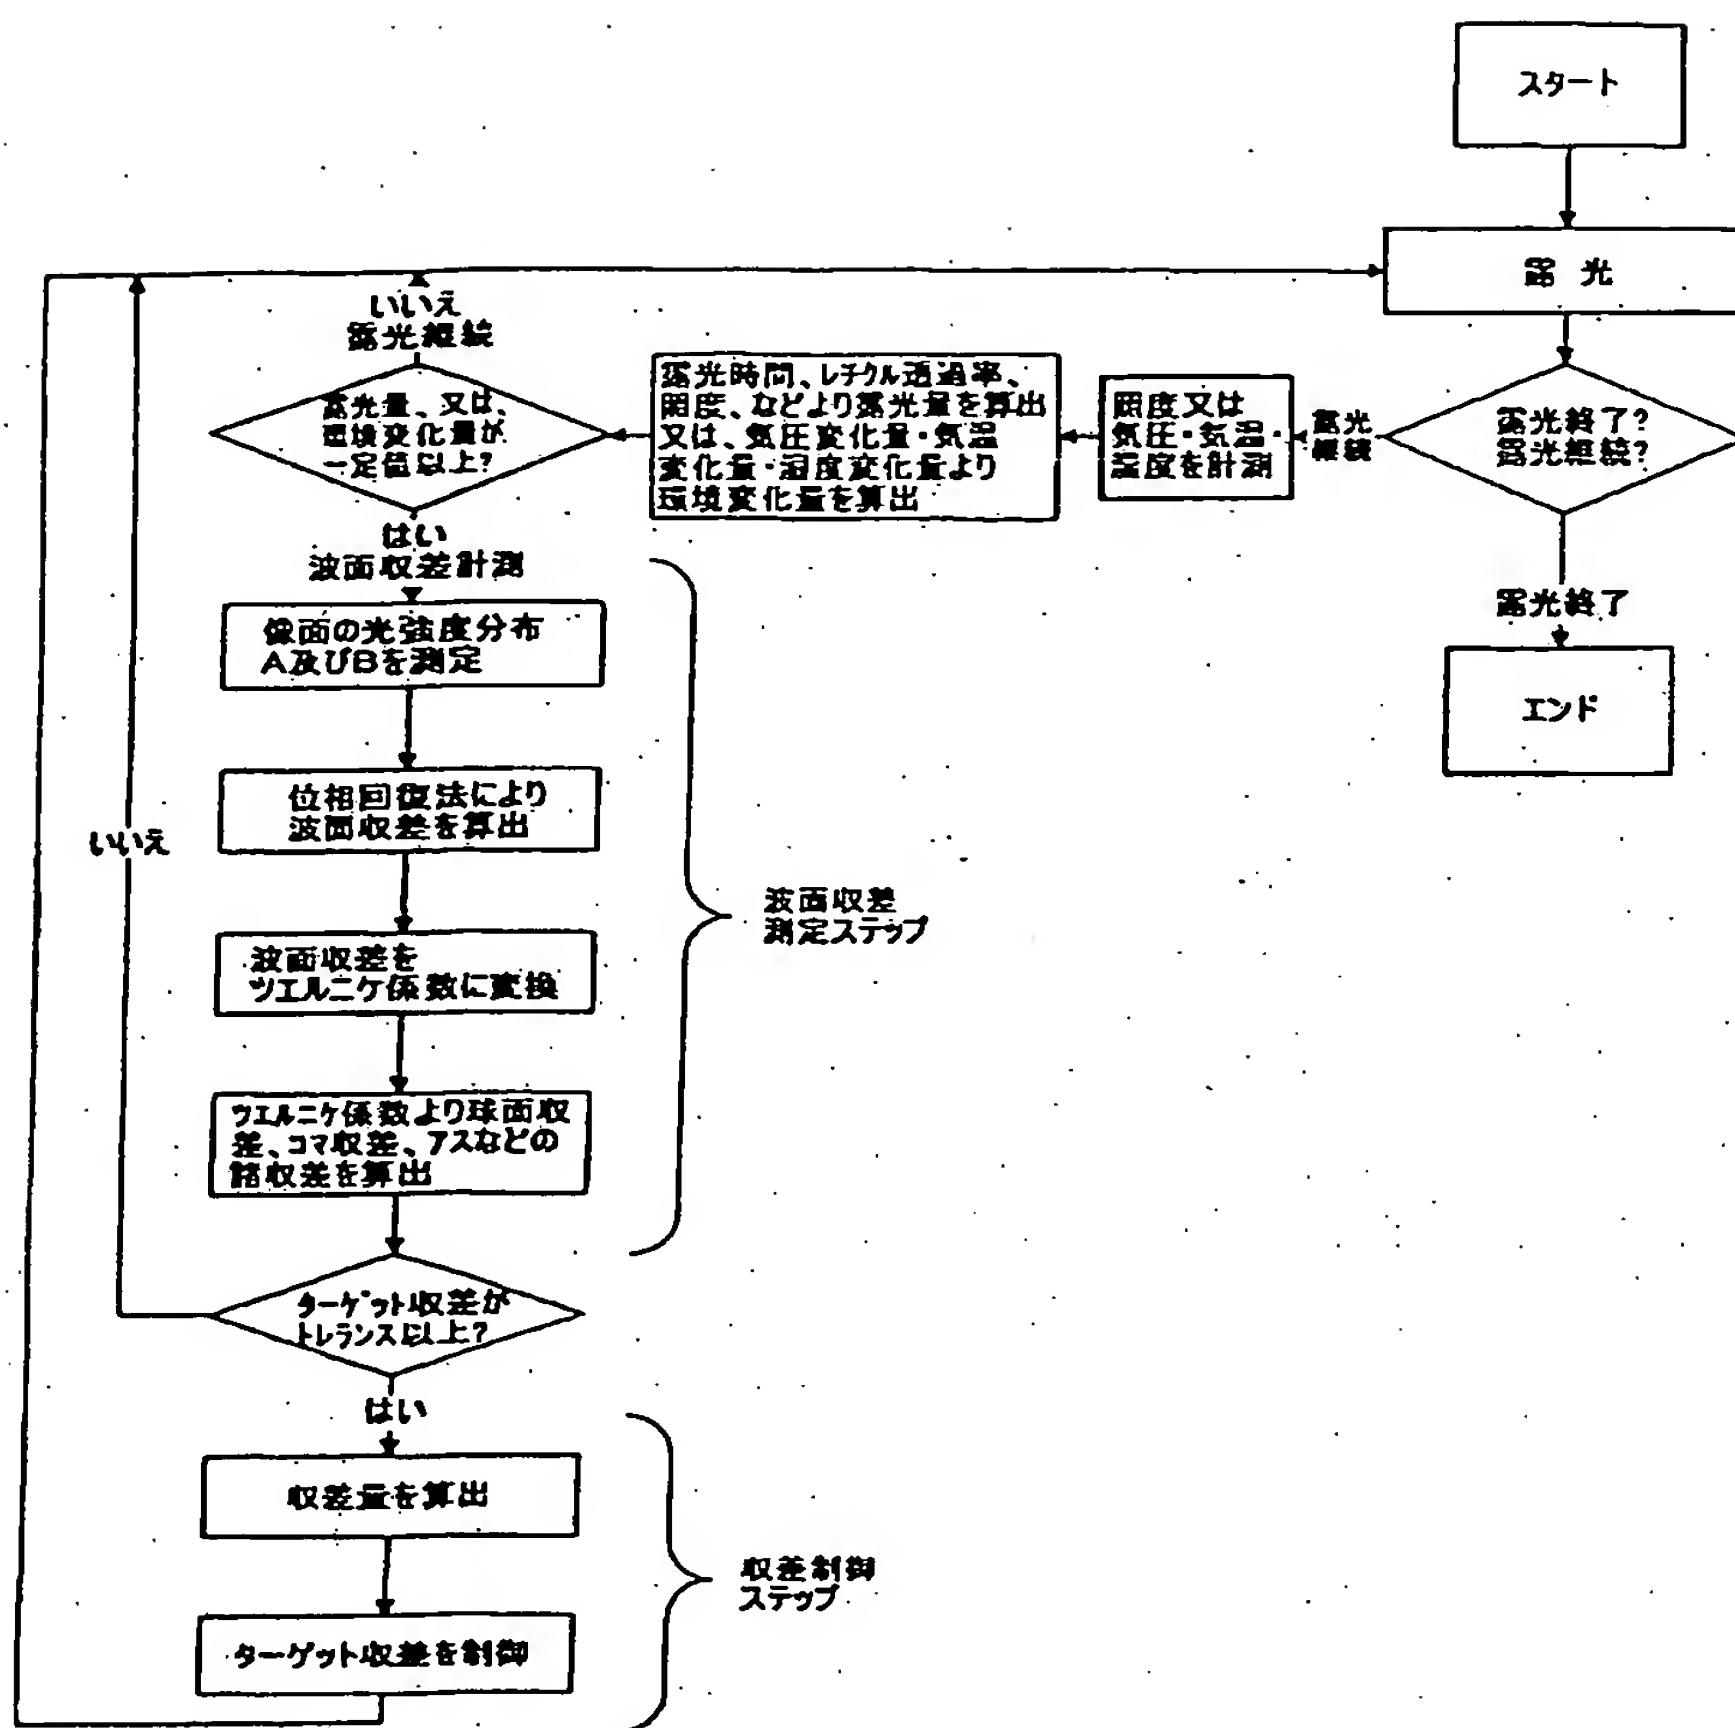 スタート
露 光
露光終了?
露光継続?
露光
継続
露光終了
エンド
照度又は
気圧・気温・
湿度を計測
露光時間、レチクル透過率、
照度、などより露光量を算出
又は、気圧変化量・気温
変化量・湿度変化量より
環境変化量を算出
露光量、又は、
環境変化量が
一定値以上?
いいえ
露光継続
はい
波面収差計測
像面の光強度分布
A及びBを測定
位相回復法により
波面収差を算出
波面収差を
ツエルニケ係数に変換
ツエルニケ係数より球面収
差、コマ収差、アスなどの
諸収差を算出
波面収差
測定ステップ
ターゲット収差が
トレランス以上?
いいえ
はい
収差量を算出
ターゲット収差を制御
収差制御
ステップ